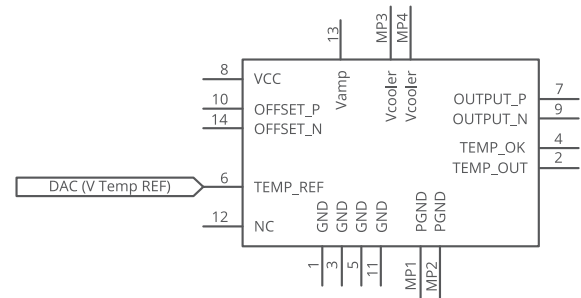 13
MP3
MP4
8
VCC
Vamp
Vcooler
Vcooler
OUTPUT_P
7
10
OFFSET_P
OUTPUT_N
9
14
OFFSET_N
TEMP_OK
4
TEMP_OUT
2
DAC (V Temp REF)
6
TEMP_REF
12
NC
GND
GND
GND
GND
PGND
PGND
1
3
5
11
MP1
MP2